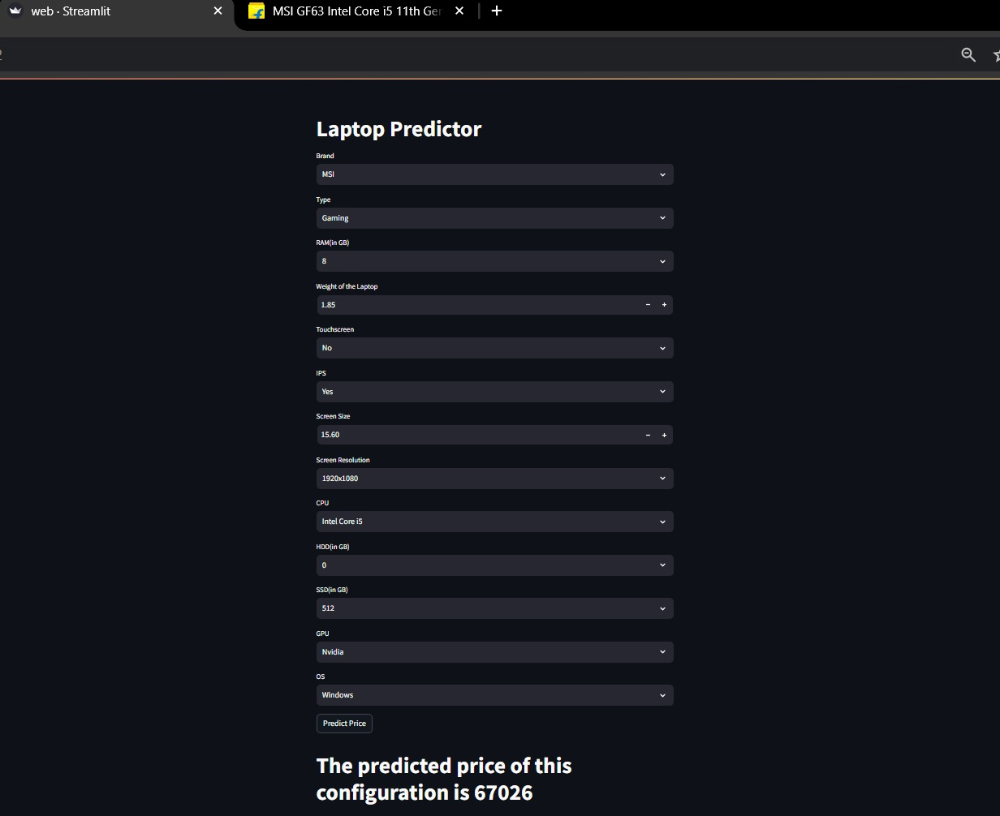 web · Streamlit
MSI GF63 Intel Core i5 11th Ge
Laptop Predictor
Brand
MSI
Type
Gaming
RAM(in GB)
8
Weight of the Laptop
1.85
Touchscreen
No
IPS
Yes
Screen Size
15.60
Screen Resolution
1920x1080
CPU
Intel Core i5
HDD(in GB)
0
SSD(in GB)
512
GPU
Nvidia
OS
Windows
Predict Price
The predicted price of this
configuration is 67026